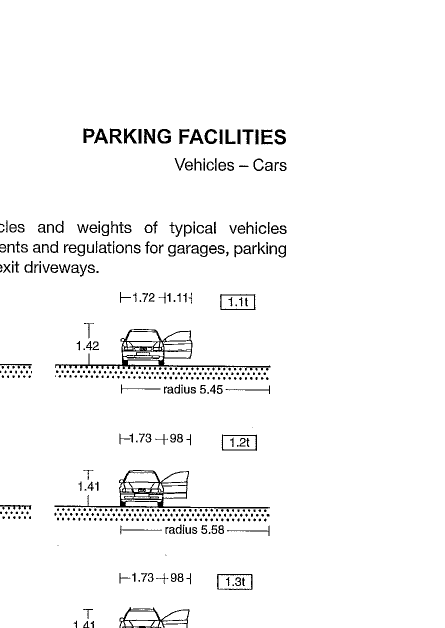 PARKING FACILITIES
Vehicles – Cars
cles and weights of typical vehicles
ents and regulations for garages, parking
exit driveways.
1.72 1.11 1.1t
1.42
radius 5.45
1.73 98 1.2t
1.41
radius 5.58
1.73 98 1.3t
1.41